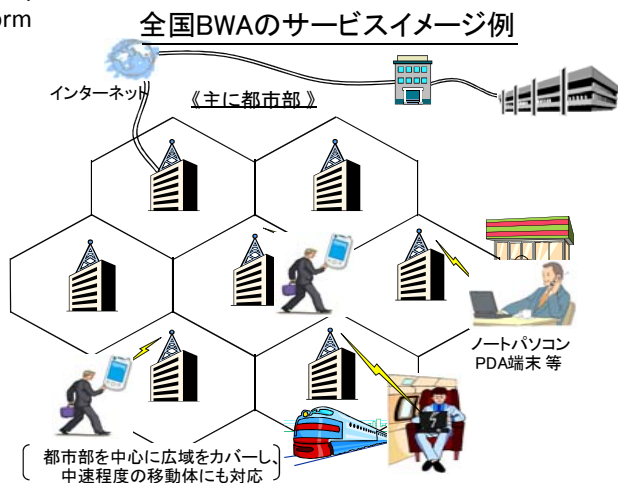 orm
全国BWAのサービスイメージ例
インターネット
《主に都市部 》
ノートパソコン
PDA端末 等
都市部を中心に広域をカバーし、
中速程度の移動体にも対応